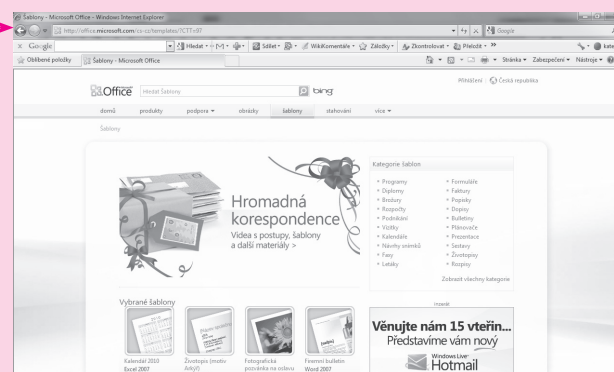 Šablony - Microsoft Office - Windows Internet Explorer
http://office.microsoft.com/cs-cz/templates/?CTT=97
Google
x Google
Hledat
Sdílet
WikiKomentáře
Záložky
Zkontrolovat
Přeložit
Oblíbené položky
Šablony - Microsoft Office
Stránka
Zabezpečení
Nástroje
Přihlášení
Česká republika
Office
Hledat Šablony
bing
domů
produkty
podpora
obrázky
šablony
stahování
více
Šablony
Hromadná
korespondence
Videa s postupy, šablony
a další materiály >
Kategorie šablon
Programy
Diplomy
Brožury
Rozpočty
Podnikání
Vizitky
Kalendáře
Návrhy snímků
Faxy
Letáky
Formuláře
Faktury
Popisky
Dopisy
Bulletiny
Plánovače
Prezentace
Sestavy
Životopisy
Rozpisy
Zobrazit všechny kategorie
Inzerát
Věnujte nám 15 vteřin...
Představíme vám nový
Windows Live
Hotmail
Vybrané šablony
Kalendář 2010
Excel 2007
Životopis (motiv
Arkýř)
Fotografická
pozvánka na oslavu
Firemní bulletin
Word 2007